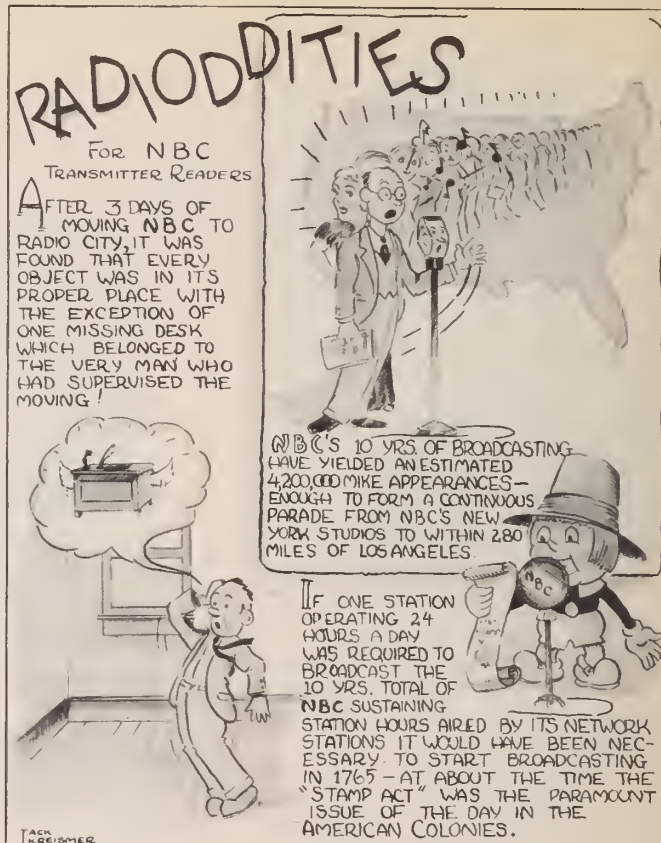 RADIODDITIES
FOR NBC
TRANSMITTER READERS
AFTER 3 DAYS OF
MOVING NBC TO
RADIO CITY, IT WAS
FOUND THAT EVERY
OBJECT WAS IN ITS
PROPER PLACE WITH
THE EXCEPTION OF
ONE MISSING DESK
WHICH BELONGED TO
THE VERY MAN WHO
HAD SUPERVISED THE
MOVING!
NBC'S 10 YRS. OF BROADCASTING
HAVE YIELDED AN ESTIMATED
4,200,000 MIKE APPEARANCES—
ENOUGH TO FORM A CONTINUOUS
PARADE FROM NBC'S NEW
YORK STUDIOS TO WITHIN 280
MILES OF LOS ANGELES.
NBC
IF ONE STATION
OPERATING 24
HOURS A DAY
WAS REQUIRED TO
BROADCAST THE
10 YRS. TOTAL OF
NBC SUSTAINING
STATION HOURS AIRED BY ITS NETWORK
STATIONS IT WOULD HAVE BEEN NEC-
ESSARY TO START BROADCASTING
IN 1765 – AT ABOUT THE TIME THE
"STAMP ACT" WAS THE PARAMOUNT
ISSUE OF THE DAY IN THE
AMERICAN COLONIES.
JACK
KREISMER